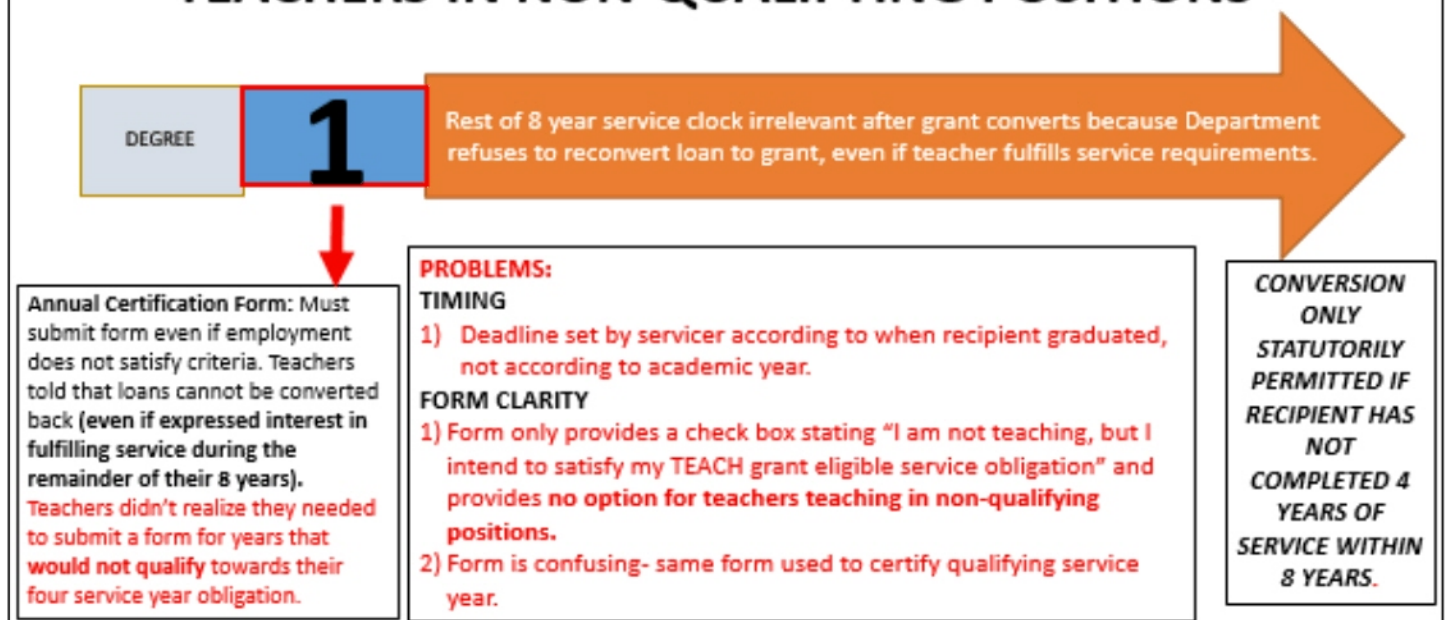 TEACHERS IN NON-QUALIFYING POSITIONS
DEGREE
1
Rest of 8 year service clock irrelevant after grant converts because Department
refuses to reconvert loan to grant, even if teacher fulfills service requirements.
Annual Certification Form: Must
submit form even if employment
does not satisfy criteria. Teachers
told that loans cannot be converted
back (even if expressed interest in
fulfilling service during the
remainder of their 8 years).
Teachers didn't realize they needed
to submit a form for years that
would not qualify towards their
four service year obligation.
PROBLEMS:
TIMING
1) Deadline set by servicer according to when recipient graduated,
not according to academic year.
FORM CLARITY
1) Form only provides a check box stating “I am not teaching, but I
intend to satisfy my TEACH grant eligible service obligation” and
provides no option for teachers teaching in non-qualifying
positions.
2) Form is confusing- same form used to certify qualifying service
year.
CONVERSION
ONLY
STATUTORILY
PERMITTED IF
RECIPIENT HAS
NOT
COMPLETED 4
YEARS OF
SERVICE WITHIN
8 YEARS.